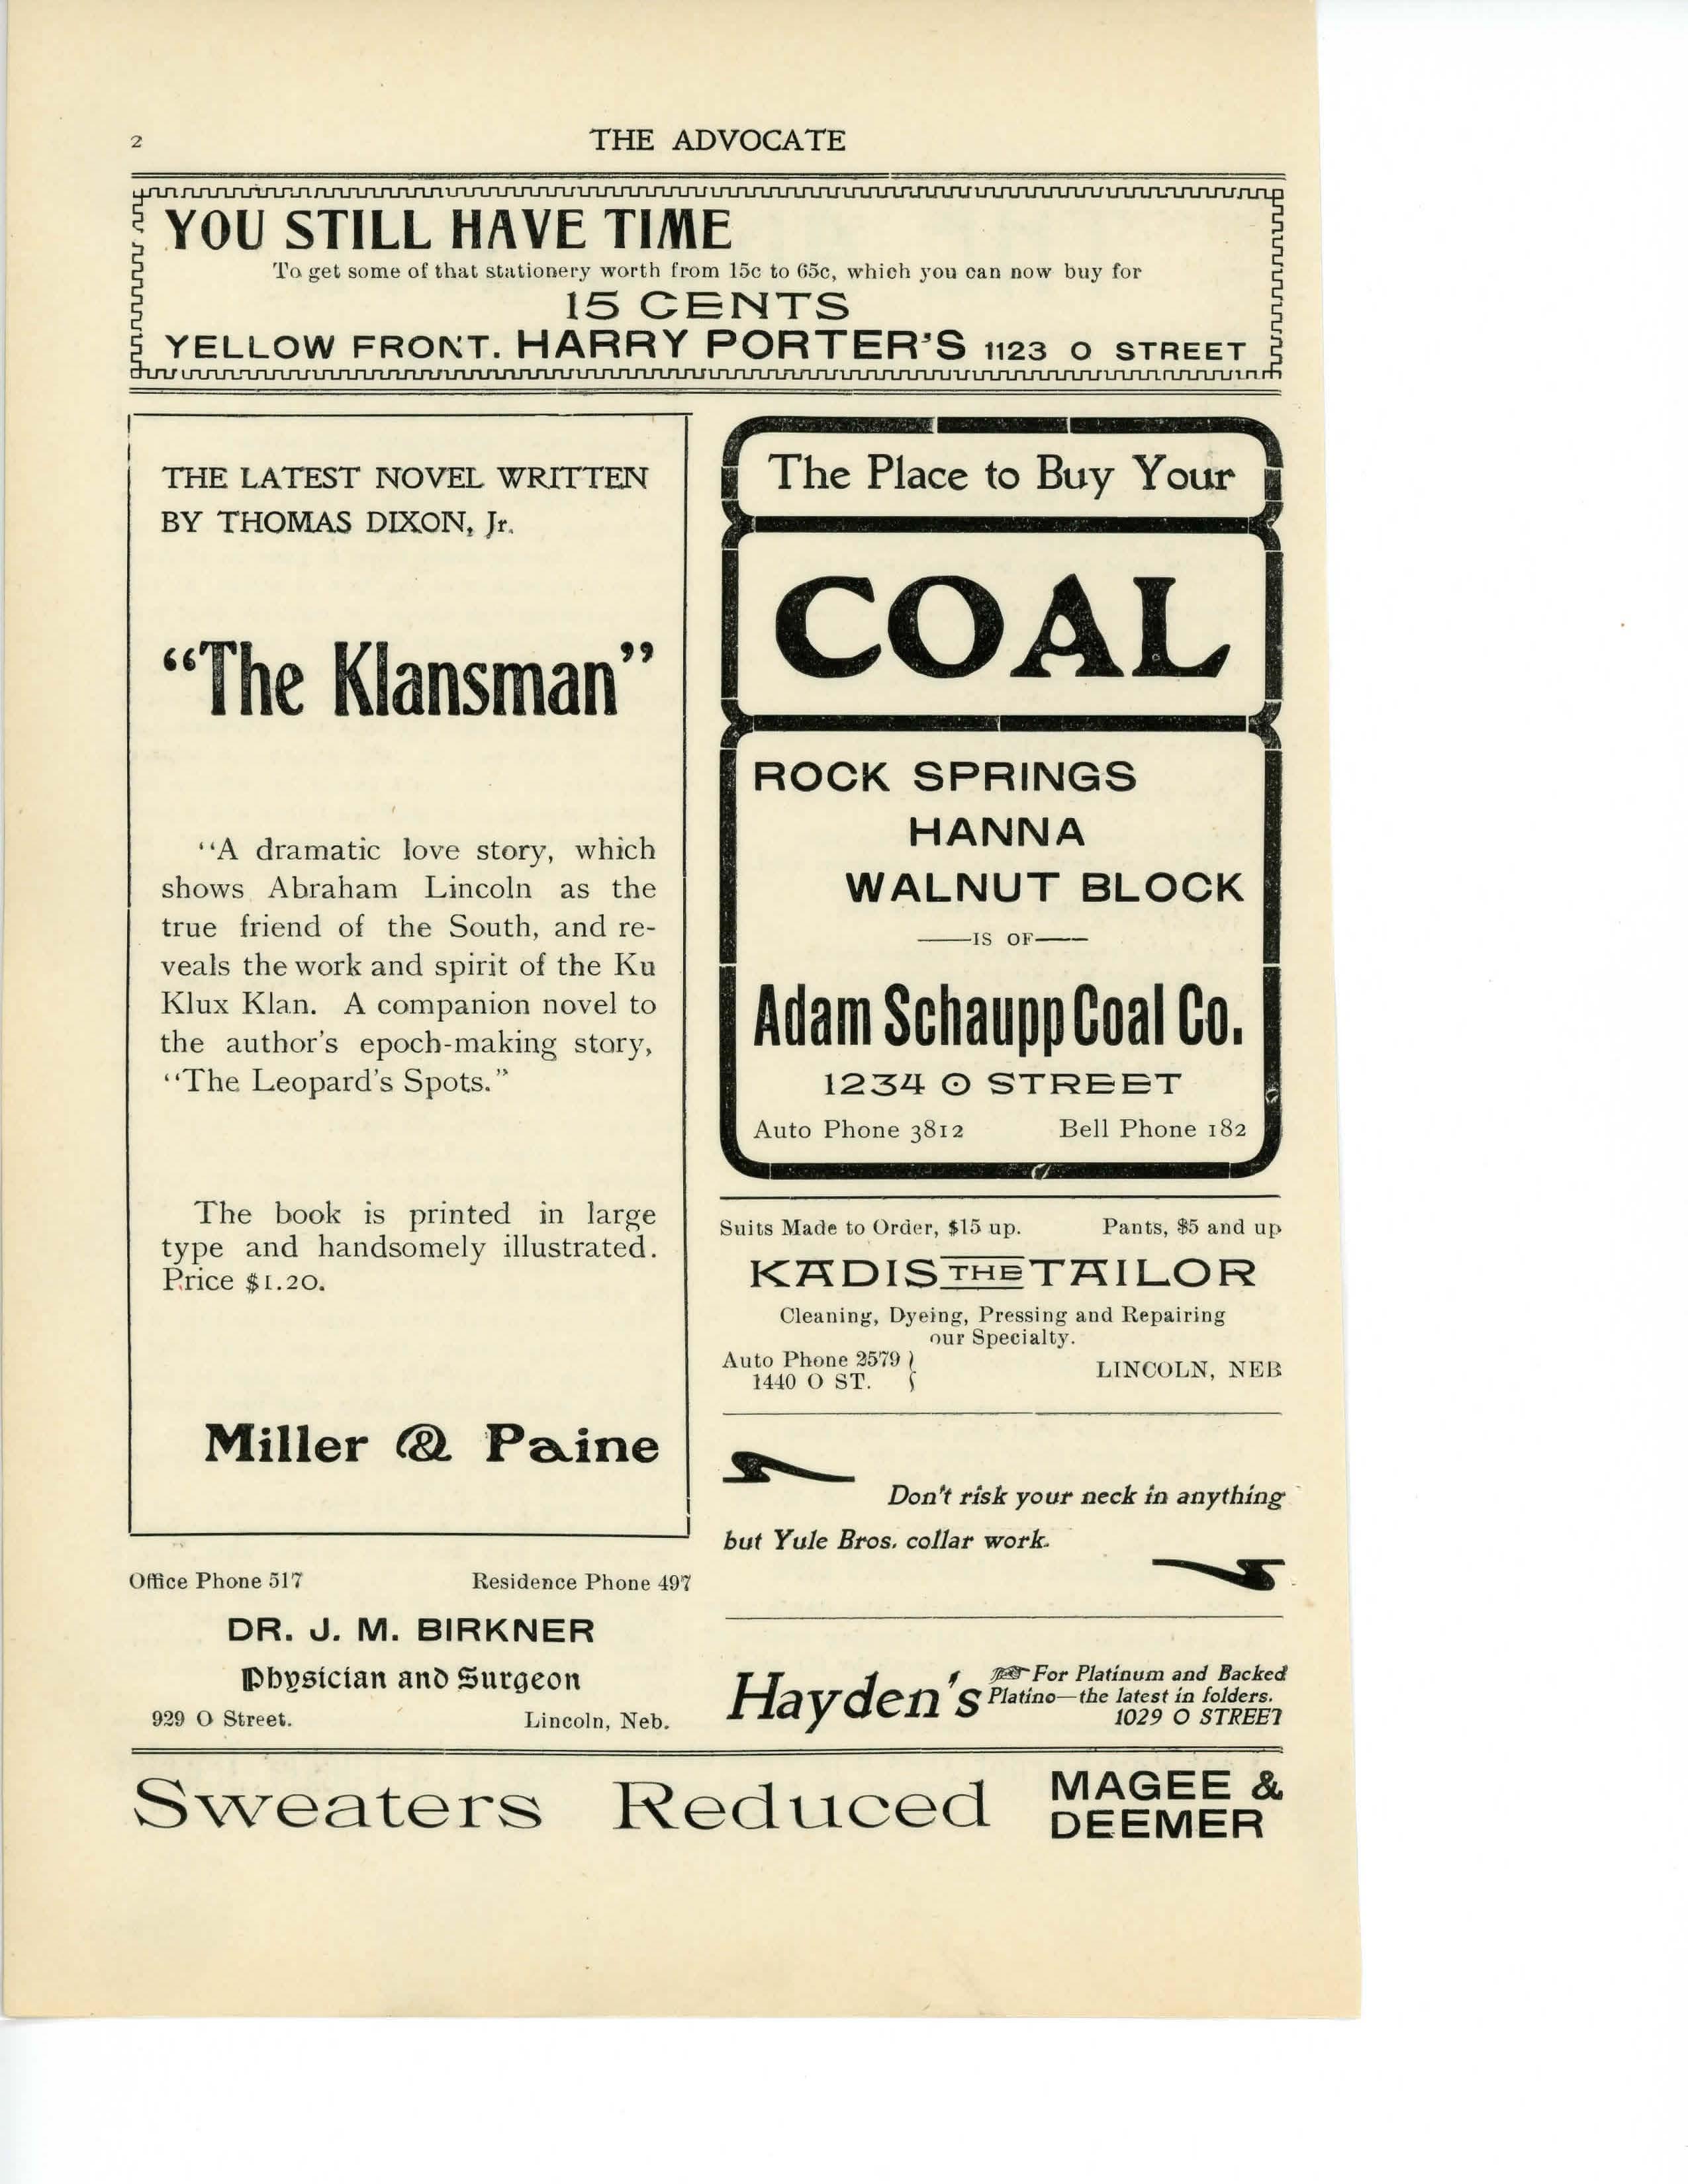 2
THE ADVOCATE
YOU STILL HAVE TIME
To get some of that stationery worth from 15c to 65c, which you can now buy for
15 CENTS
YELLOW FRONT. HARRY PORTER'S 1123 O STREET
THE LATEST NOVEL WRITTEN
BY THOMAS DIXON, Jr.
“The Klansman”
“A dramatic love story, which
shows Abraham Lincoln as the
true friend of the South, and re-
veals the work and spirit of the Ku
Klux Klan. A companion novel to
the author's epoch-making story,
“The Leopard's Spots.”
The book is printed in large
type and handsomely illustrated.
Price $1.20.
Miller & Paine
Office Phone 517 Residence Phone 497
DR. J. M. BIRKNER
Physician and Surgeon
929 O Street. Lincoln, Neb.
The Place to Buy Your
COAL
ROCK SPRINGS
HANNA
WALNUT BLOCK
——IS OF——
Adam Schaupp Coal Co.
1234 O STREET
Auto Phone 3812 Bell Phone 182
Suits Made to Order, $15 up. Pants, $5 and up
KADIS THE TAILOR
Cleaning, Dyeing, Pressing and Repairing
our Specialty.
Auto Phone 2579
1440 O ST.
LINCOLN, NEB
Don't risk your neck in anything
but Yule Bros. collar work.
Hayden's
For Platinum and Backed
Platino—the latest in folders.
1029 O STREET
Sweaters Reduced
MAGEE &
DEEMER